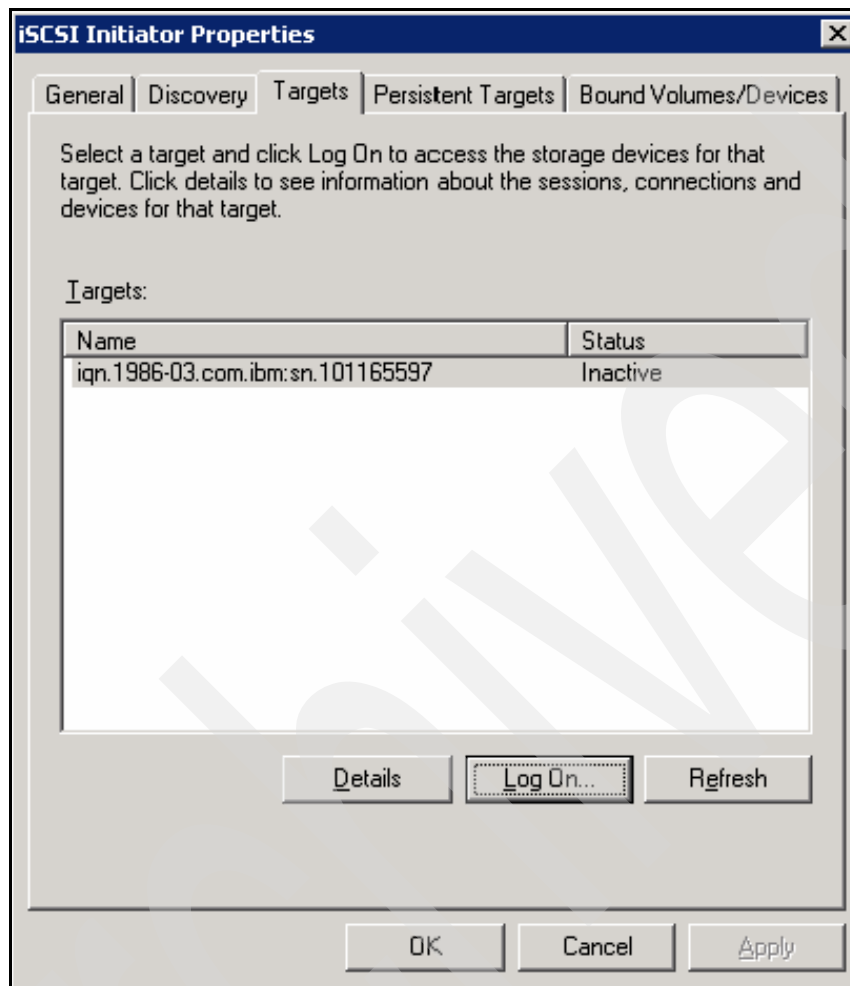 iSCSI Initiator Properties
General Discovery Targets Persistent Targets Bound Volumes/Devices
Select a target and click Log On to access the storage devices for that
target. Click details to see information about the sessions, connections and
devices for that target.
Targets:
Name Status
iqn.1986-03.com.ibm:sn.101165597 Inactive
Details Log On... Refresh
OK Cancel Apply